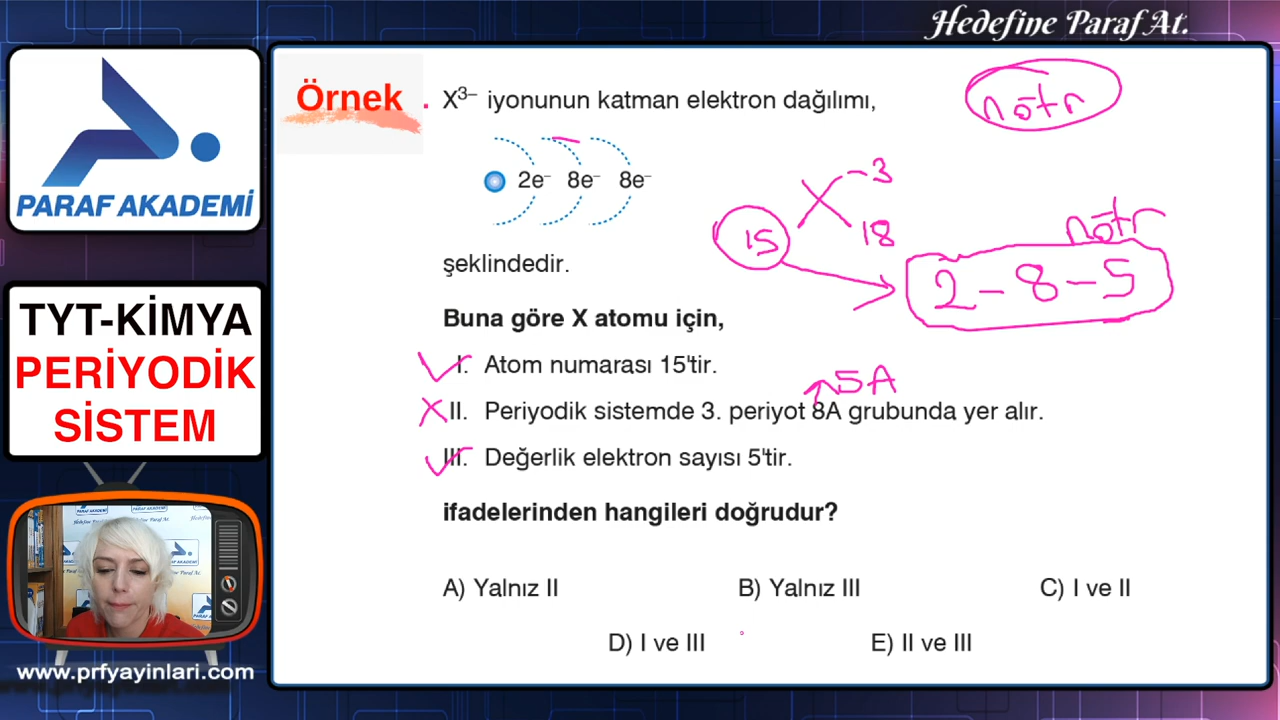 Hedefine Paraf At.
PARAF AKADEMİ
TYT-KİMYA
PERİYODİK
SİSTEM
www.prfyayinlari.com
Örnek . X³⁻ iyonunun katman elektron dağılımı,
nötr
2e⁻ 8e⁻ 8e⁻
-3
15
18
nötr
2-8-5
şeklindedir.
Buna göre X atomu için,
I. Atom numarası 15'tir.
5A
II. Periyodik sistemde 3. periyot 8A grubunda yer alır.
III. Değerlik elektron sayısı 5'tir.
ifadelerinden hangileri doğrudur?
A) Yalnız II B) Yalnız III C) I ve II
D) I ve III E) II ve III